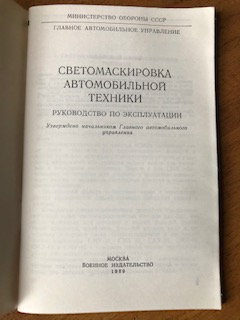 МИНИСТЕРСТВО ОБОРОНЫ СССР
ГЛАВНОЕ АВТОМОБИЛЬНОЕ УПРАВЛЕНИЕ
СВЕТОМАСКИРОВКА
АВТОМОБИЛЬНОЙ
ТЕХНИКИ
РУКОВОДСТВО ПО ЭКСПЛУАТАЦИИ
Утверждено начальником Главного автомобильного
управления
МОСКВА
ВОЕННОЕ ИЗДАТЕЛЬСТВО
1989